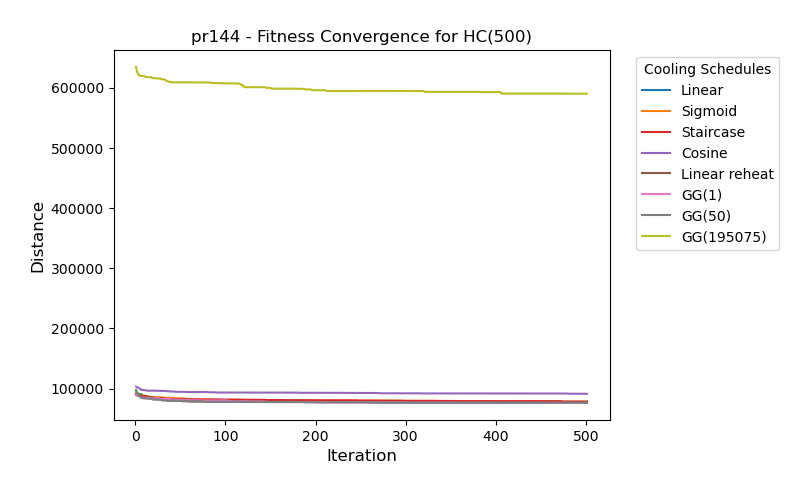 pr144 - Fitness Convergence for HC(500)
Distance
600000
500000
400000
300000
200000
100000
0
100
200
300
400
500
Iteration
Cooling Schedules
Linear
Sigmoid
Staircase
Cosine
Linear reheat
GG(1)
GG(50)
GG(195075)